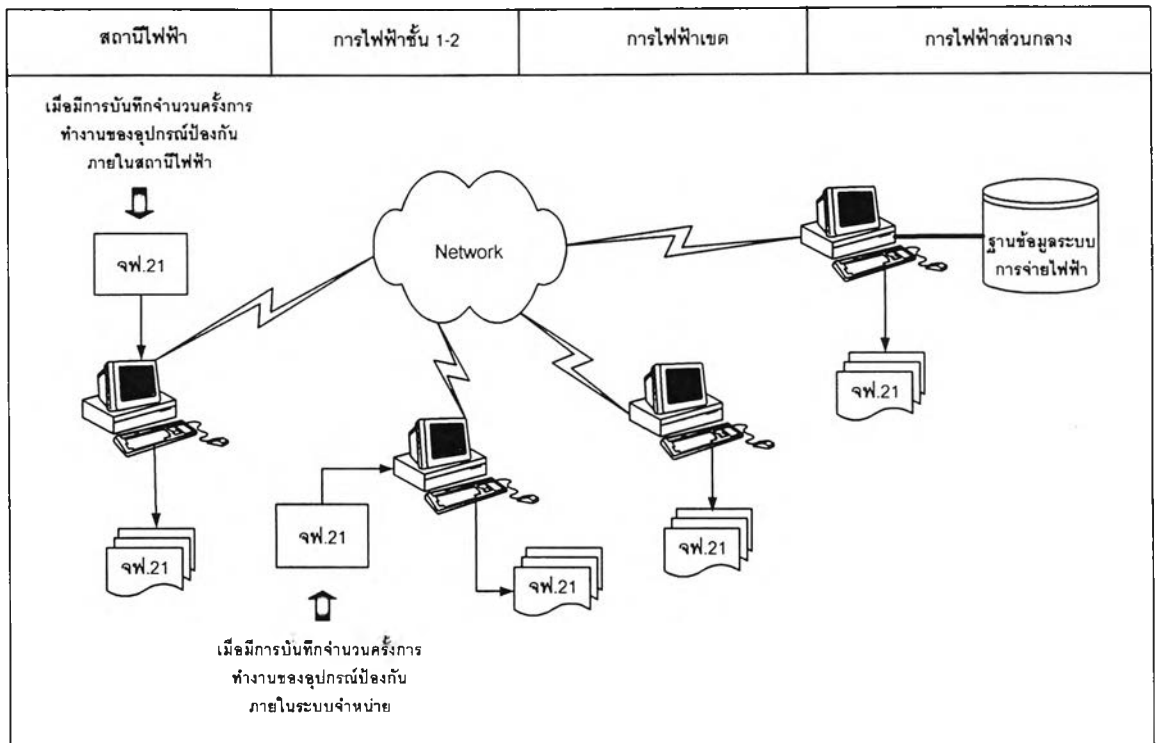 สถานีไฟฟ้า
การไฟฟ้าชั้น 1-2
การไฟฟ้าเขต
การไฟฟ้าส่วนกลาง
เมื่อมีการบันทึกจำนวนครั้งการ
ทำงานของอุปกรณ์ป้องกัน
ภายในสถานีไฟฟ้า
จฟ.21
Network
ฐานข้อมูลระบบ
การจ่ายไฟฟ้า
จฟ.21
จฟ.21
จฟ.21
จฟ.21
จฟ.21
เมื่อมีการบันทึกจำนวนครั้งการ
ทำงานของอุปกรณ์ป้องกัน
ภายในระบบจำหน่าย